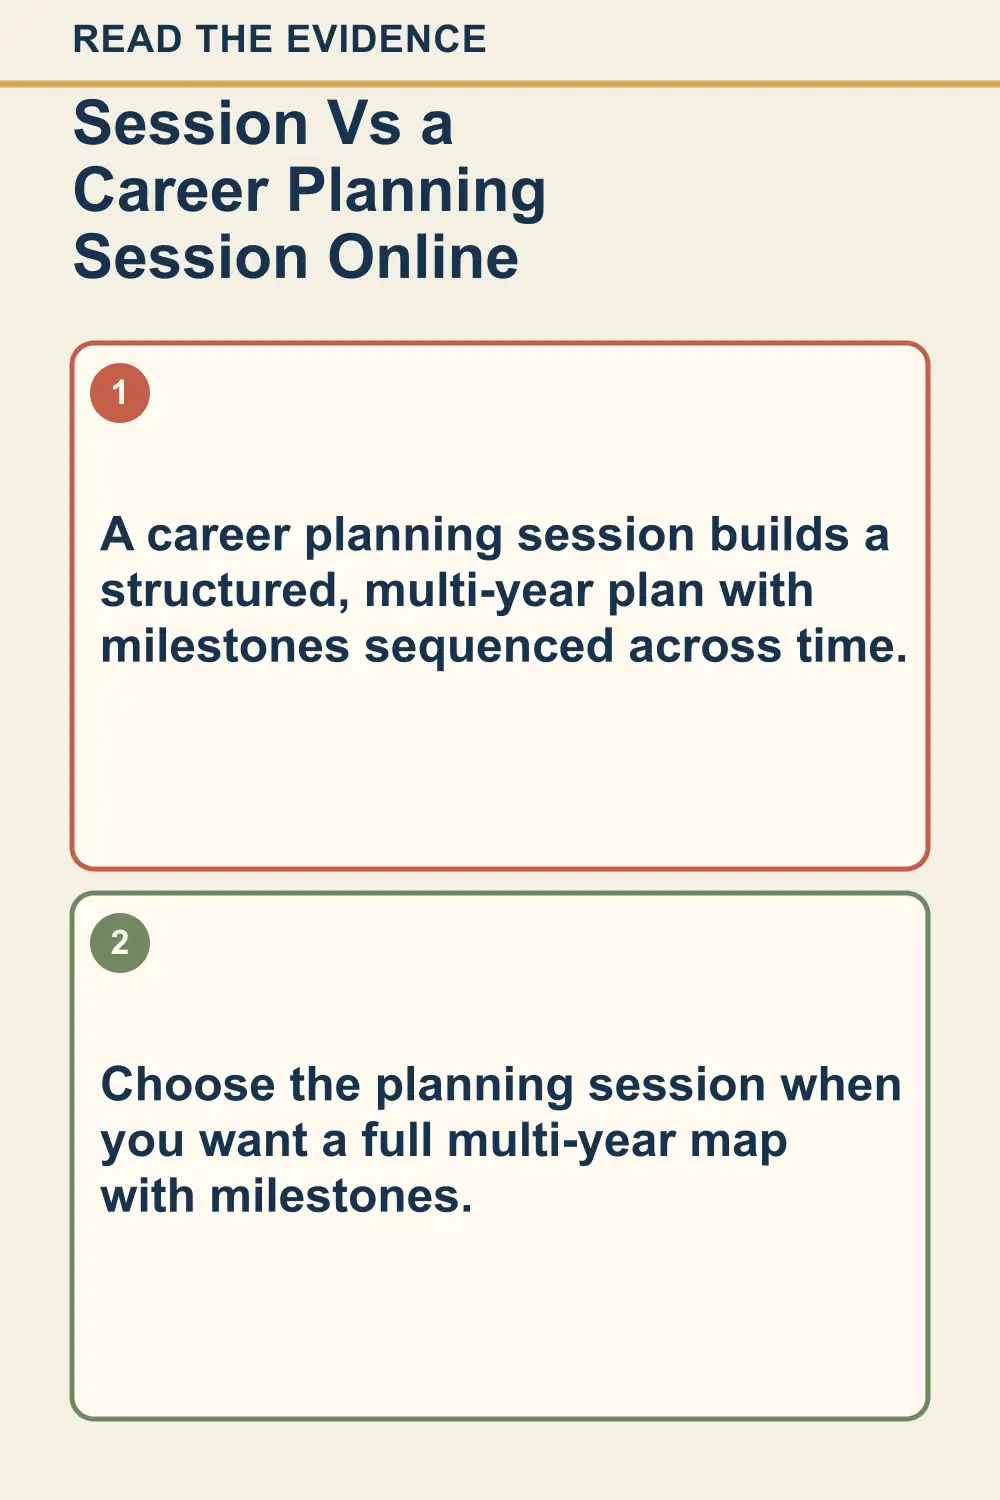 READ THE EVIDENCE
Session Vs a
Career Planning
Session Online
1
A career planning session builds a
structured, multi-year plan with
milestones sequenced across time.
2
Choose the planning session when
you want a full multi-year map
with milestones.